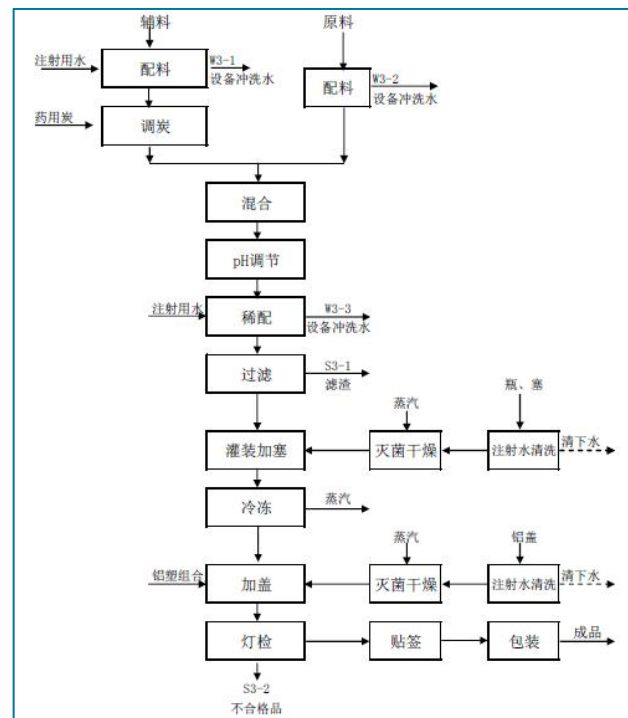 辅料
原料
注射用水
配料
W3-1
设备冲洗水
配料
W3-2
设备冲洗水
药用炭
调炭
混合
pH调节
注射用水
稀配
W3-3
设备冲洗水
过滤
S3-1
滤渣
瓶、塞
蒸汽
灌装加塞
灭菌干燥
注射水清洗
清下水
冷冻
蒸汽
蒸汽
铝盖
铝塑组合
加盖
灭菌干燥
注射水清洗
清下水
灯检
贴签
包装
成品
S3-2
不合格品